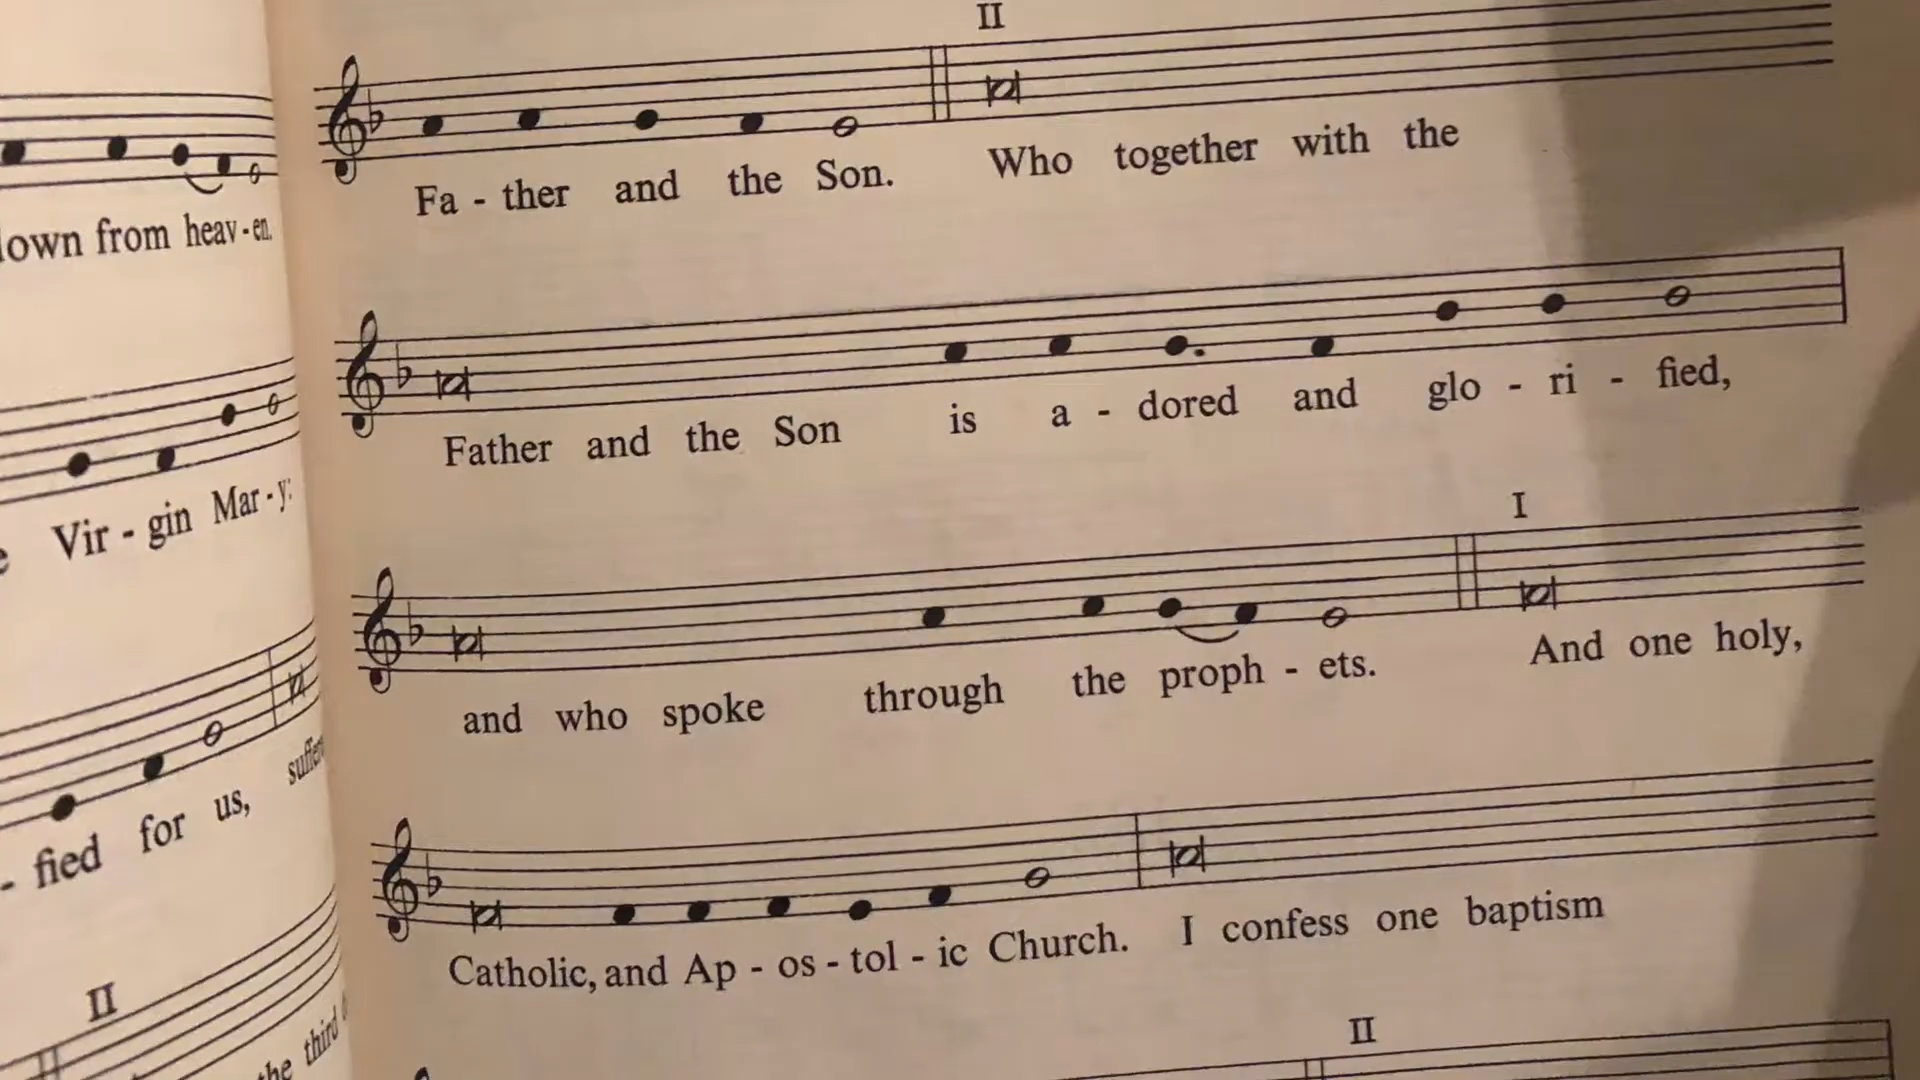 own from heav-en.
Vir - gin Mar-y:
- fied for us,
II
the third
II
Fa - ther and the Son. Who together with the
Father and the Son is a - dored and glo - ri - fied,
I
and who spoke through the proph - ets. And one holy,
Catholic, and Ap - os - tol - ic Church. I confess one baptism
II